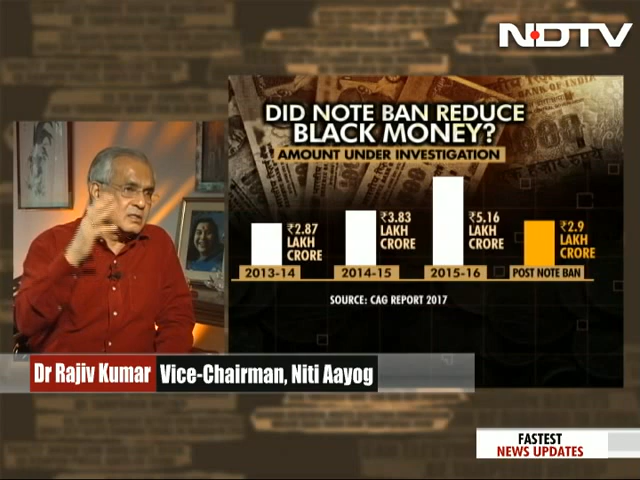 NDTV
DID NOTE BAN REDUCE
BLACK MONEY?
AMOUNT UNDER INVESTIGATION
₹2.87
LAKH
CRORE
₹3.83
LAKH
CRORE
₹5.16
LAKH
CRORE
₹2.9
LAKH
CRORE
2013-14
2014-15
2015-16
POST NOTE BAN
SOURCE: CAG REPORT 2017
Dr Rajiv Kumar
Vice-Chairman, Niti Aayog
FASTEST
NEWS UPDATES